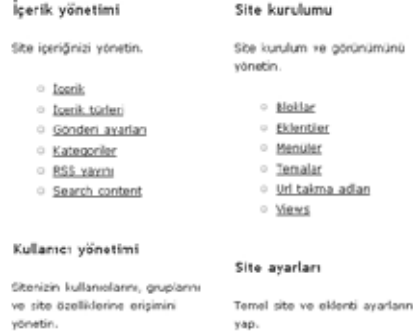 İçerik yönetimi
Site içeriğinizi yönetin.
İçerik
İçerik türleri
Gönderi ayarları
Kategoriler
RSS yayını
Search content
Kullanıcı yönetimi
Sitenizin kullanıcılarını, gruplarını
ve site özelliklerine erişimini
yönetin.
Site kurulumu
Site kurulum ve görünümünü
yönetin.
Bloklar
Eklentiler
Menüler
Temalar
Url takma adları
Views
Site ayarları
Temel site ve eklenti ayarlarını
yap.